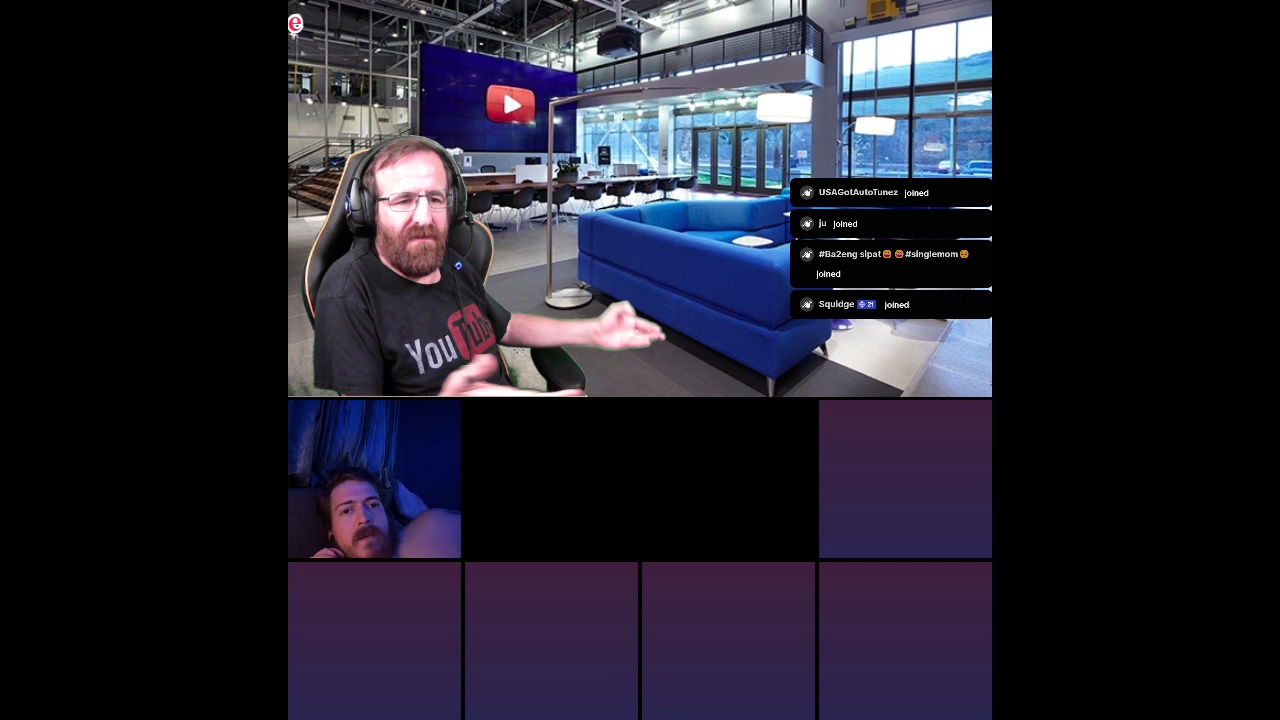 e
USAGotAutoTunez joined
ju joined
#Ba2eng sipat😡😡#singlemom😊
joined
Squidge 21 joined
YouTube